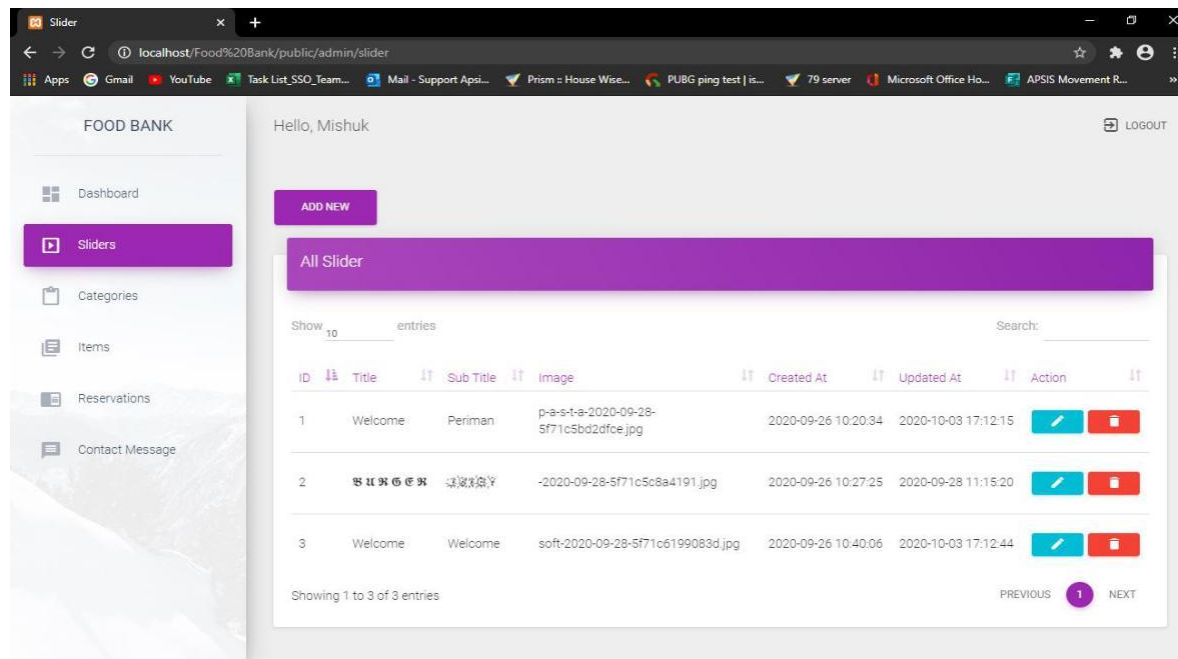 Slider
localhost/Food%20Bank/public/admin/slider
Apps Gmail YouTube Task List_SSO_Team... Mail - Support Apsi... Prism :: House Wise... PUBG ping test | is... 79 server Microsoft Office Ho... APSIS Movement R... »
FOOD BANK
Hello, Mishuk
LOGOUT
Dashboard
Sliders
Categories
Items
Reservations
Contact Message
ADD NEW
All Slider
Show 10 entries
Search:
ID Title Sub Title Image Created At Updated At Action
1 Welcome Periman p-a-s-t-a-2020-09-28-
5f71c5bd2dfce.jpg 2020-09-26 10:20:34 2020-10-03 17:12:15
2 𝕭𝖀𝕽𝕲𝕰𝕽 -2020-09-28-5f71c5c8a4191.jpg 2020-09-26 10:27:25 2020-09-28 11:15:20
3 Welcome Welcome soft-2020-09-28-5f71c6199083d.jpg 2020-09-26 10:40:06 2020-10-03 17:12:44
Showing 1 to 3 of 3 entries
PREVIOUS 1 NEXT